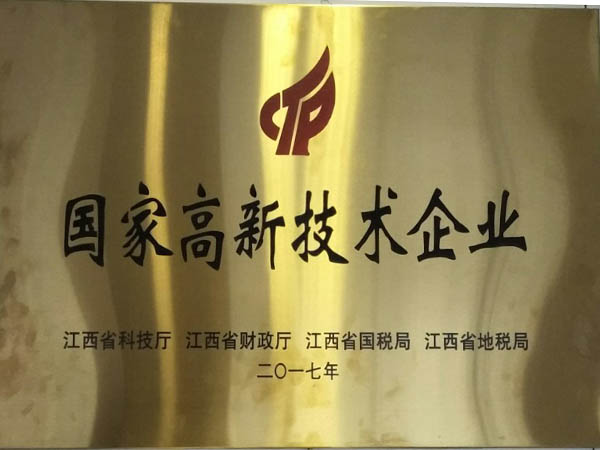 CTP
国家高新技术企业
江西省科技厅 江西省财政厅 江西省国税局 江西省地税局
二〇一七年